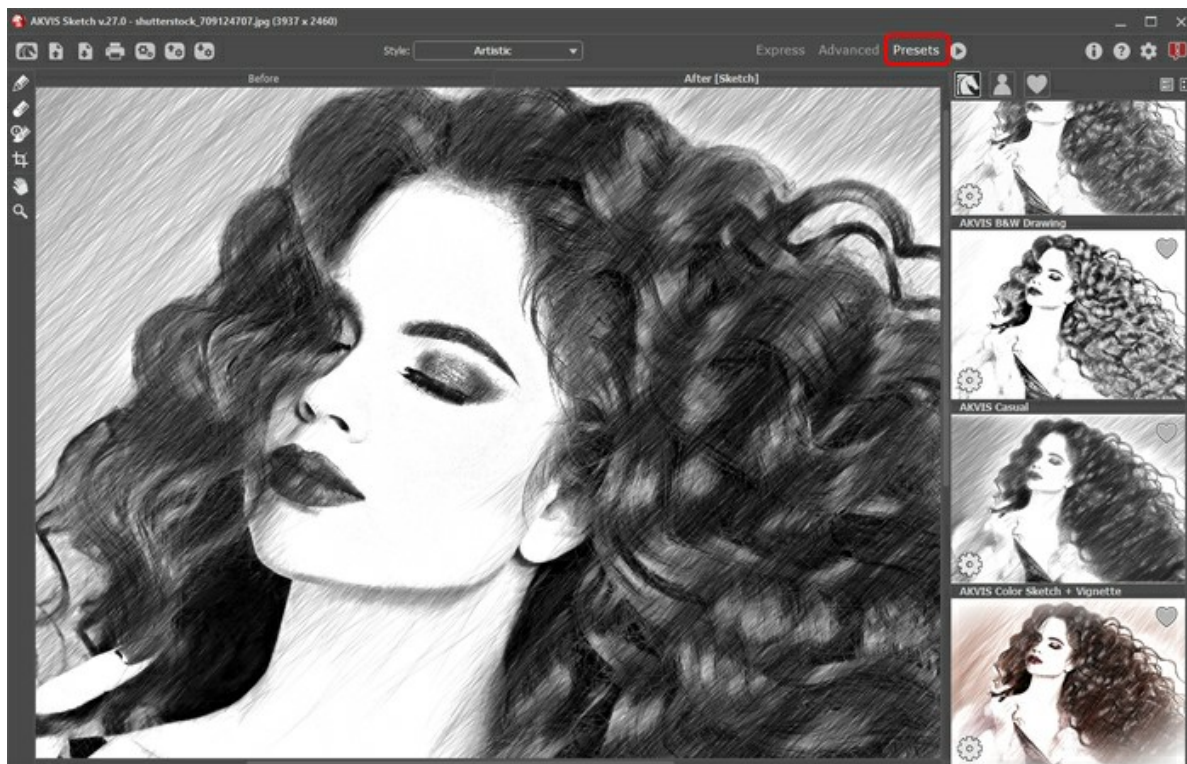 AKVIS Sketch v.27.0 - shutterstock_709124707.jpg (3937 x 2460)
Style: Artistic Express Advanced Presets
Before After [Sketch]
AKVIS B&W Drawing
AKVIS Casual
AKVIS Color Sketch + Vignette